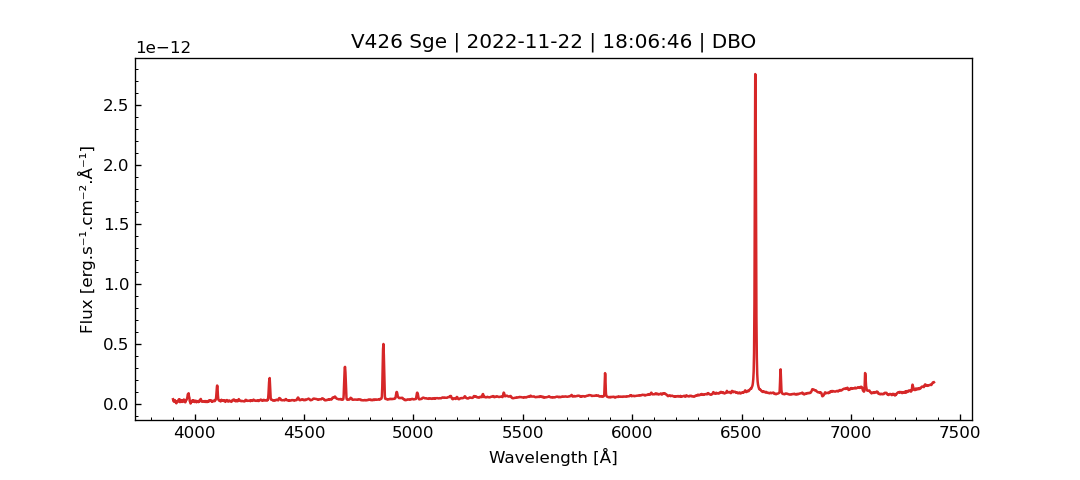 V426 Sge | 2022-11-22 | 18:06:46 | DBO
1e−12
2.5
2.0
1.5
1.0
0.5
0.0
Flux [erg.s⁻¹.cm⁻².Å⁻¹]
4000 4500 5000 5500 6000 6500 7000 7500
Wavelength [Å]